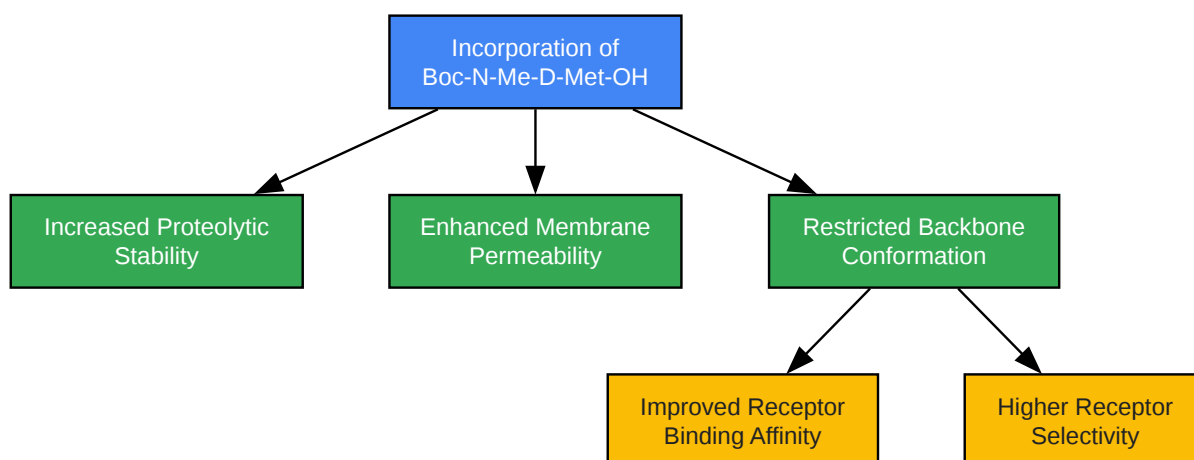 Incorporation of
Boc-N-Me-D-Met-OH
Increased Proteolytic
Stability
Enhanced Membrane
Permeability
Restricted Backbone
Conformation
Improved Receptor
Binding Affinity
Higher Receptor
Selectivity